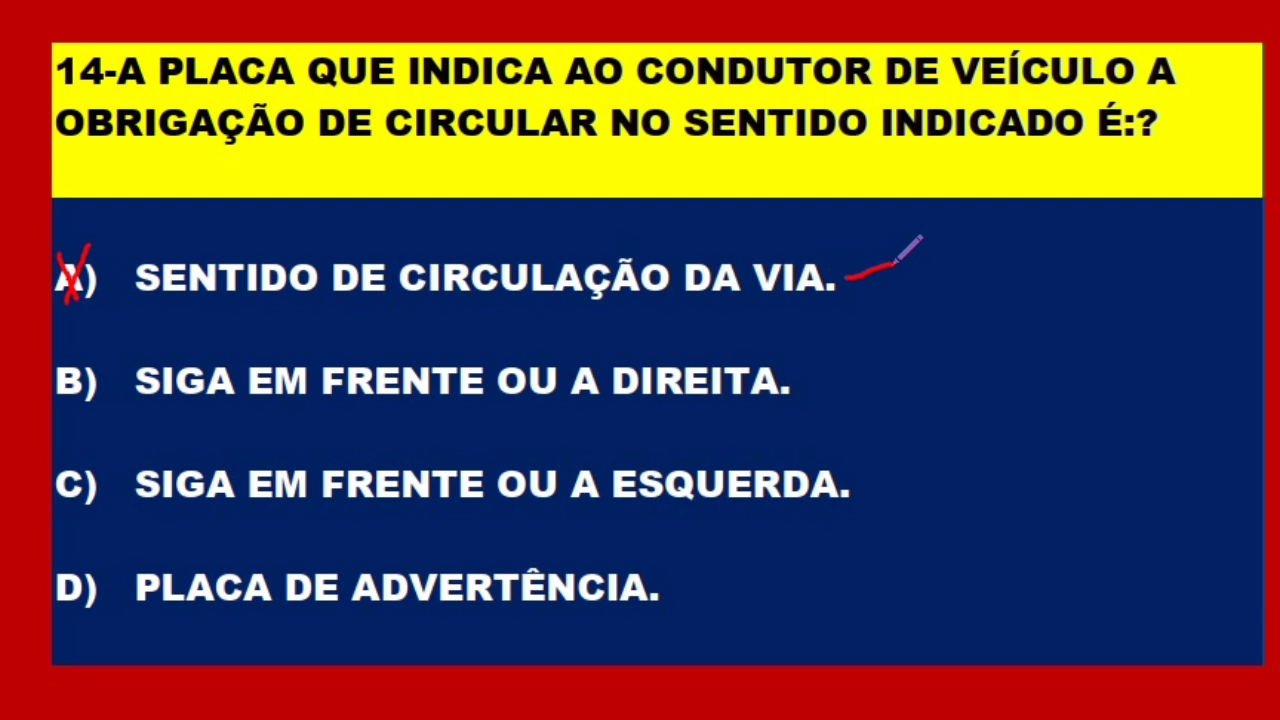 14-A PLACA QUE INDICA AO CONDUTOR DE VEÍCULO A
OBRIGAÇÃO DE CIRCULAR NO SENTIDO INDICADO É:?
A) SENTIDO DE CIRCULAÇÃO DA VIA.
B) SIGA EM FRENTE OU A DIREITA.
C) SIGA EM FRENTE OU A ESQUERDA.
D) PLACA DE ADVERTÊNCIA.